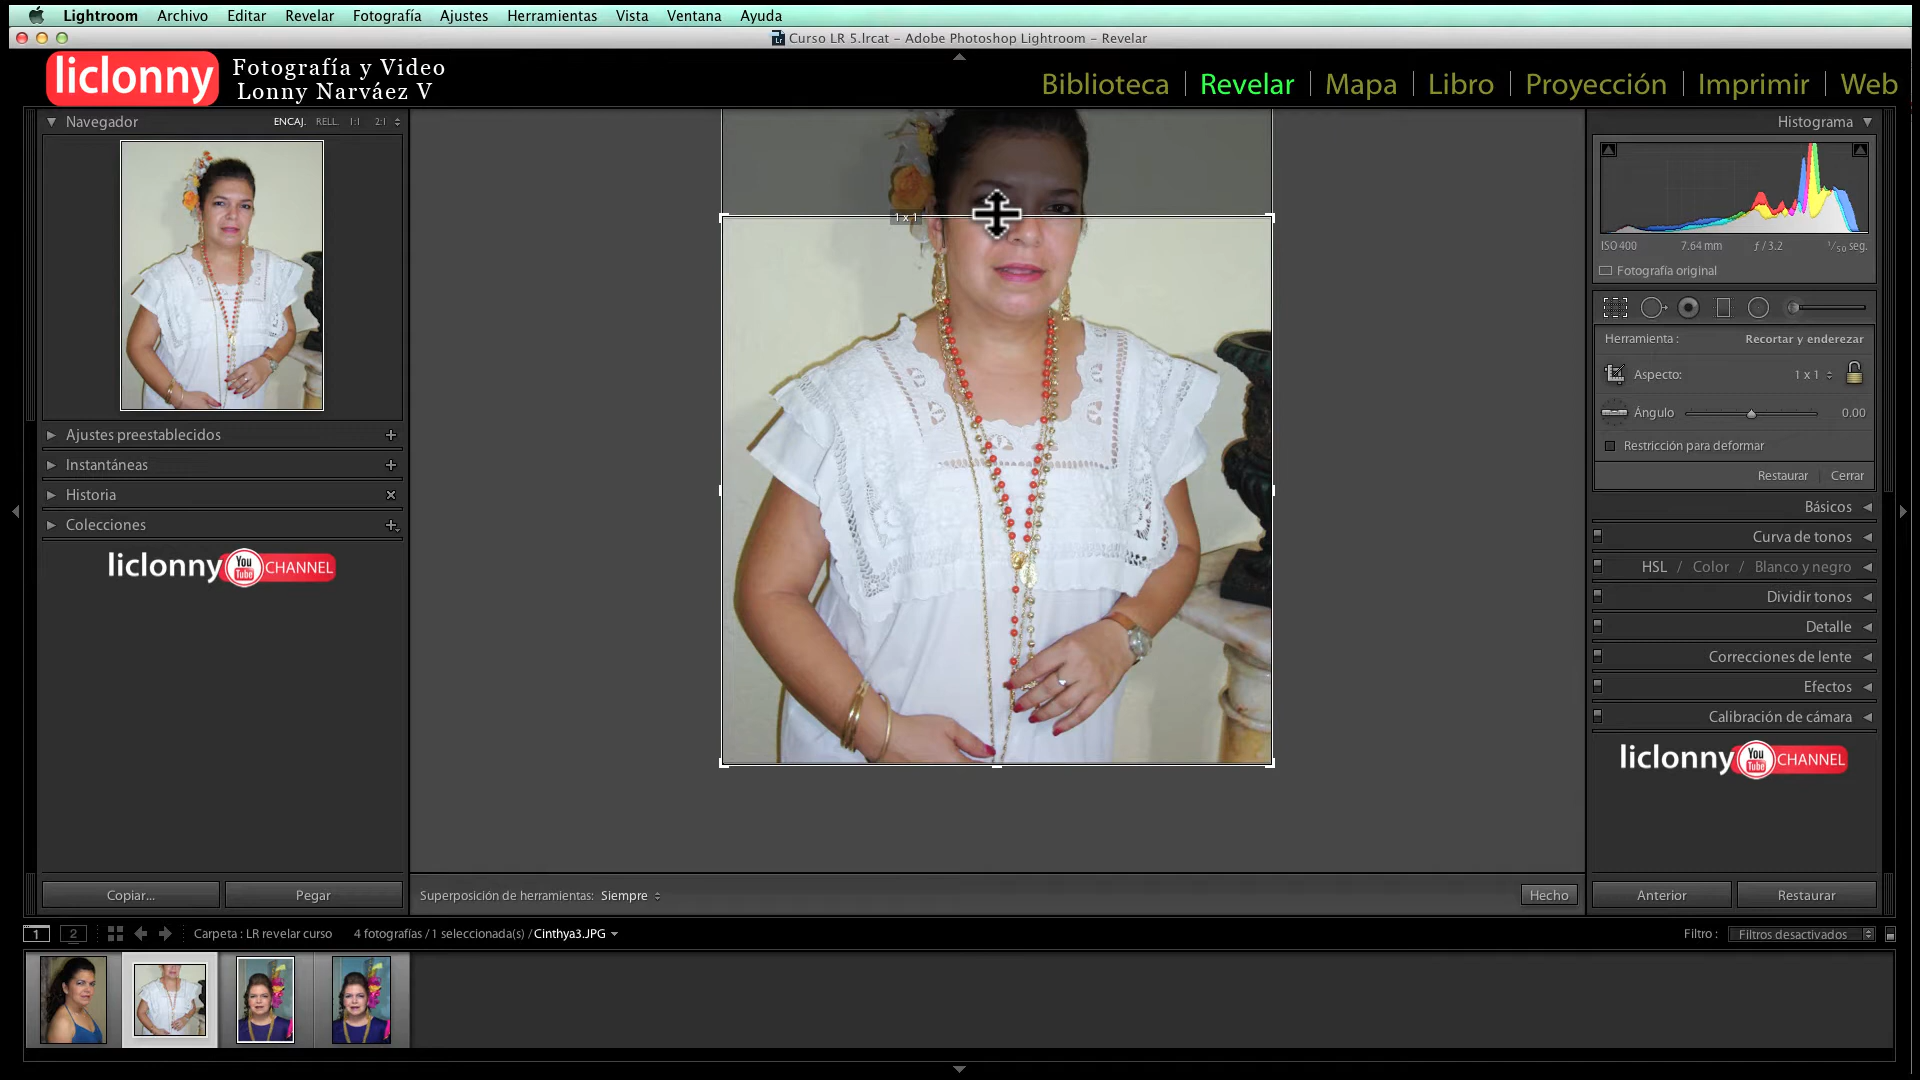 Lightroom Archivo Editar Revelar Fotografía Ajustes Herramientas Vista Ventana Ayuda
Curso LR 5.lrcat – Adobe Photoshop Lightroom – Revelar
liclonny Fotografía y Video
Lonny Narváez V
Biblioteca | Revelar | Mapa | Libro | Proyección | Imprimir | Web
Navegador ENCAJ. RELL. 1:1 2:1
Ajustes preestablecidos
Instantáneas
Historia
Colecciones
liclonny You Tube CHANNEL
Copiar... Pegar
1 x 1
Superposición de herramientas: Siempre
Hecho
Histograma
ISO 400 7.64 mm ƒ / 3.2 1/50 seg.
Fotografía original
Herramienta : Recortar y enderezar
Aspecto: 1 x 1
Ángulo 0.00
Restricción para deformar
Restaurar Cerrar
Básicos
Curva de tonos
HSL / Color / Blanco y negro
Dividir tonos
Detalle
Correcciones de lente
Efectos
Calibración de cámara
liclonny You Tube CHANNEL
Anterior Restaurar
1 2 Carpeta : LR revelar curso 4 fotografías / 1 seleccionada(s) / Cinthya3.JPG
Filtro : Filtros desactivados